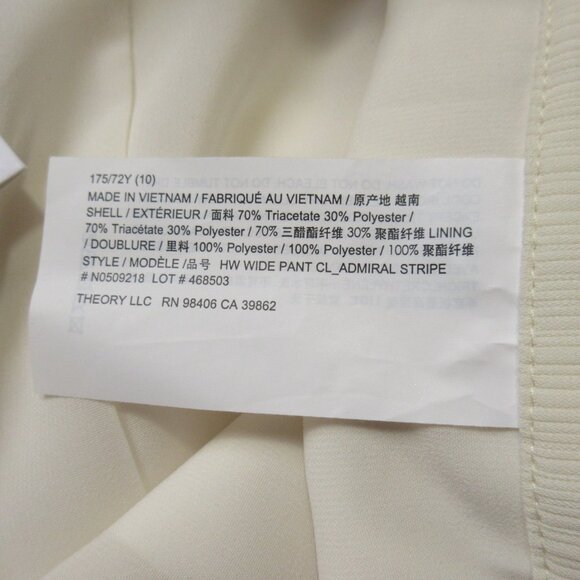 175/72Y (10)
MADE IN VIETNAM / FABRIQUÉ AU VIETNAM / 原产地 越南
SHELL / EXTÉRIEUR / 面料 70% Triacetate 30% Polyester /
70% Triacétate 30% Polyester / 70% 三醋酯纤维 30% 聚酯纤维 LINING
/ DOUBLURE / 里料 100% Polyester / 100% Polyester / 100% 聚酯纤维
STYLE / MODÈLE / 品号 HW WIDE PANT CL_ADMIRAL STRIPE
# N0509218 LOT # 468503
THEORY LLC RN 98406 CA 39862